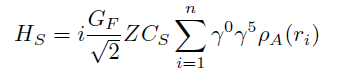 $H_S = i\frac{G_F}{\sqrt{2}} Z C_S \sum_{i=1}^{n} \gamma^0 \gamma^5 \rho_A(r_i)$